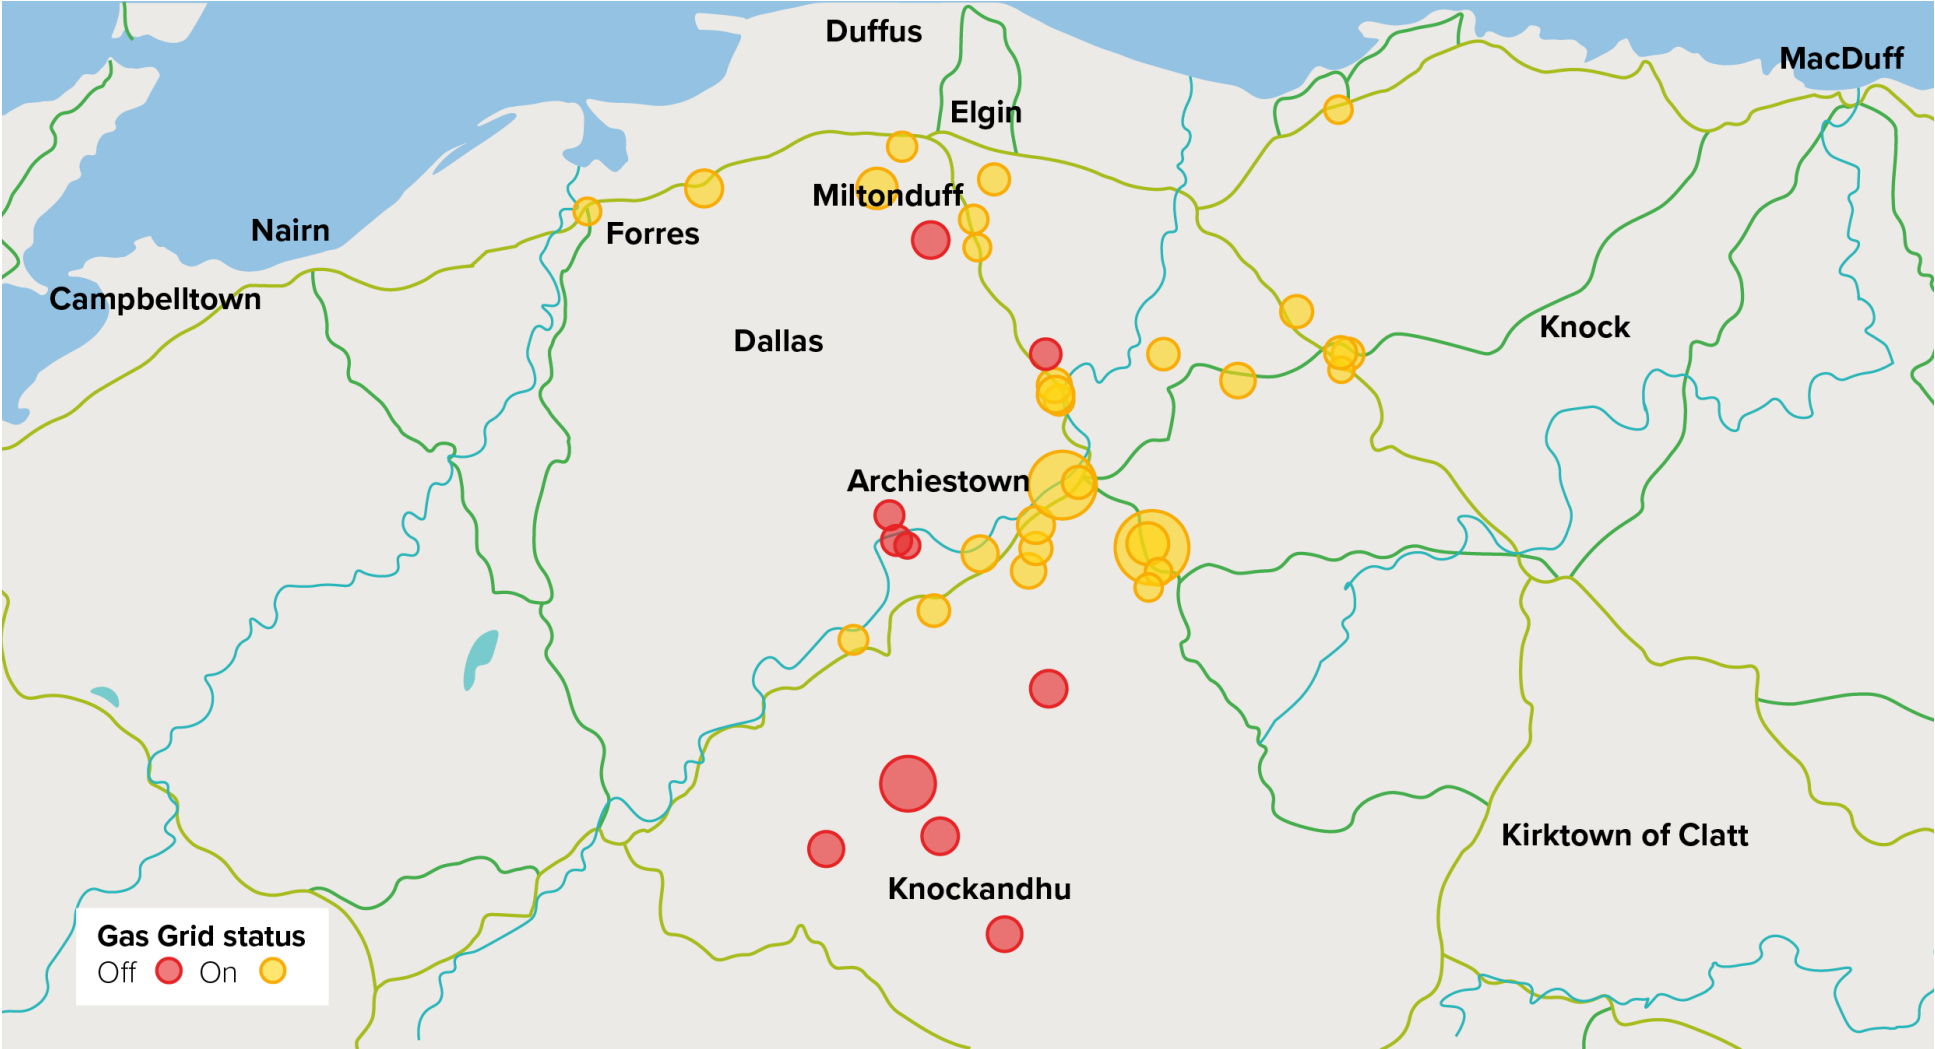 Duffus
MacDuff
Elgin
Miltonduff
Nairn
Forres
Campbelltown
Knock
Dallas
Archiestown
Kirktown of Clatt
Knockandhu
Gas Grid status
Off On